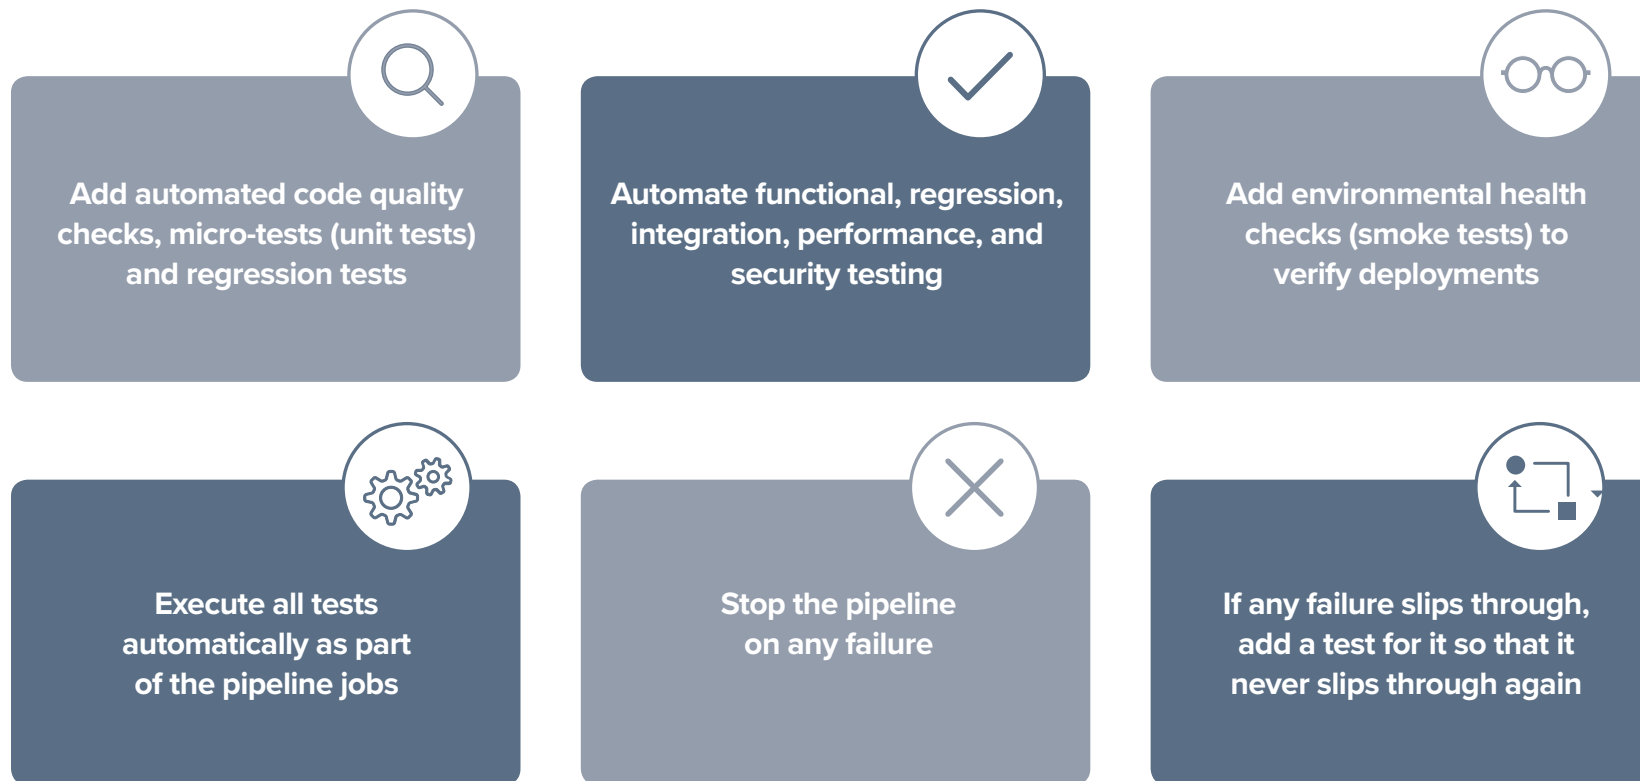 Add automated code quality
checks, micro-tests (unit tests)
and regression tests
Automate functional, regression,
integration, performance, and
security testing
Add environmental health
checks (smoke tests) to
verify deployments
Execute all tests
automatically as part
of the pipeline jobs
Stop the pipeline
on any failure
If any failure slips through,
add a test for it so that it
never slips through again